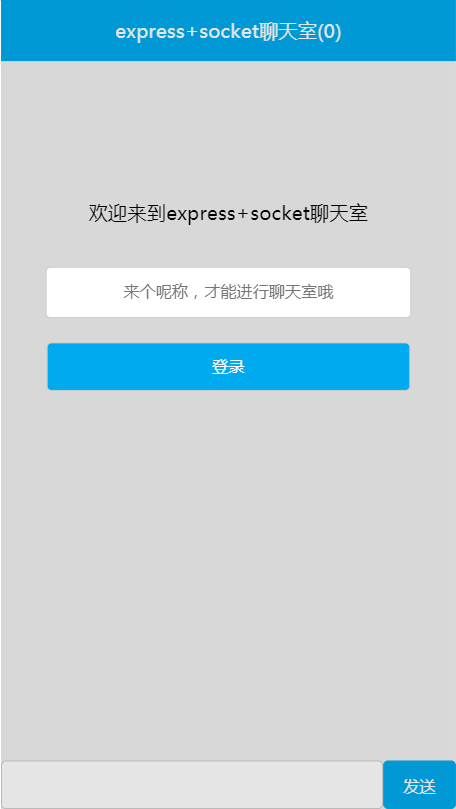 express+socket聊天室(0)
欢迎来到express+socket聊天室
来个呢称，才能进行聊天室哦
登录
发送